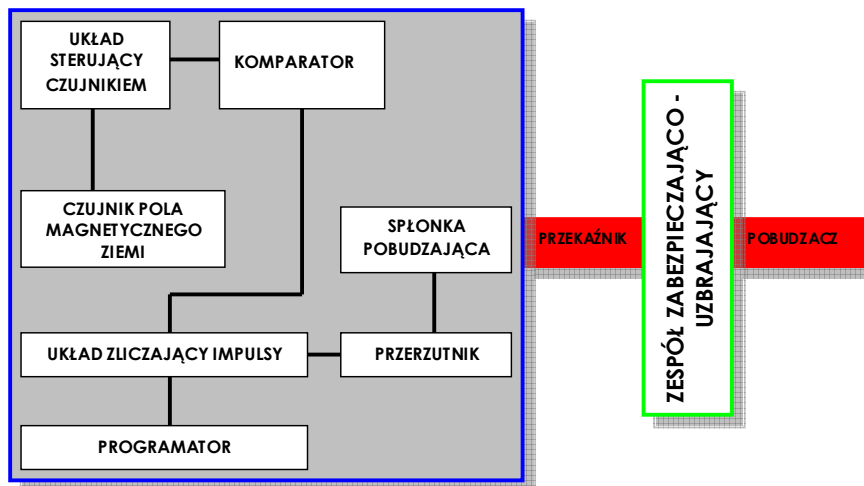 UKŁAD
STERUJĄCY
CZUJNIKIEM
KOMPARATOR
CZUJNIK POLA
MAGNETYCZNEGO
ZIEMI
SPŁONKA
POBUDZAJĄCA
UKŁAD ZLICZAJĄCY IMPULSY
PRZERZUTNIK
PROGRAMATOR
PRZEKAŹNIK
ZESPÓŁ ZABEZPIECZAJĄCO -
UZBRAJAJĄCY
POBUDZACZ